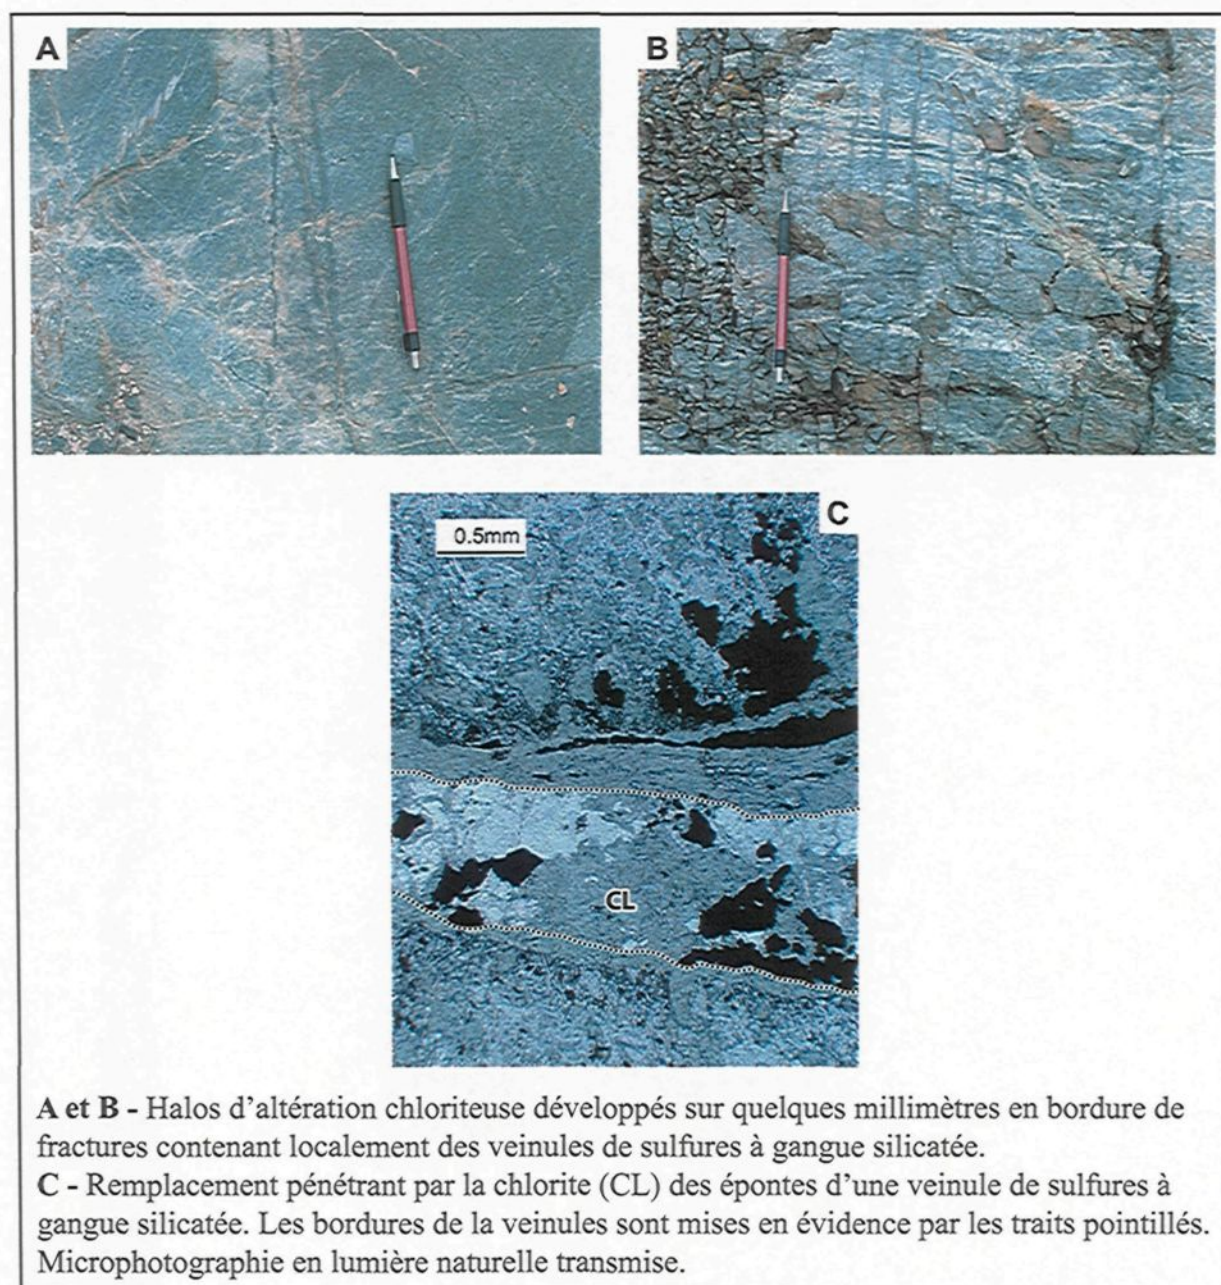 A
B
C
0.5mm
CL
A et B - Halos d'altération chloriteuse développés sur quelques millimètres en bordure de
fractures contenant localement des veinules de sulfures à gangue silicatée.
C - Remplacement pénétrant par la chlorite (CL) des épontes d'une veinule de sulfures à
gangue silicatée. Les bordures de la veinules sont mises en évidence par les traits pointillés.
Microphotographie en lumière naturelle transmise.